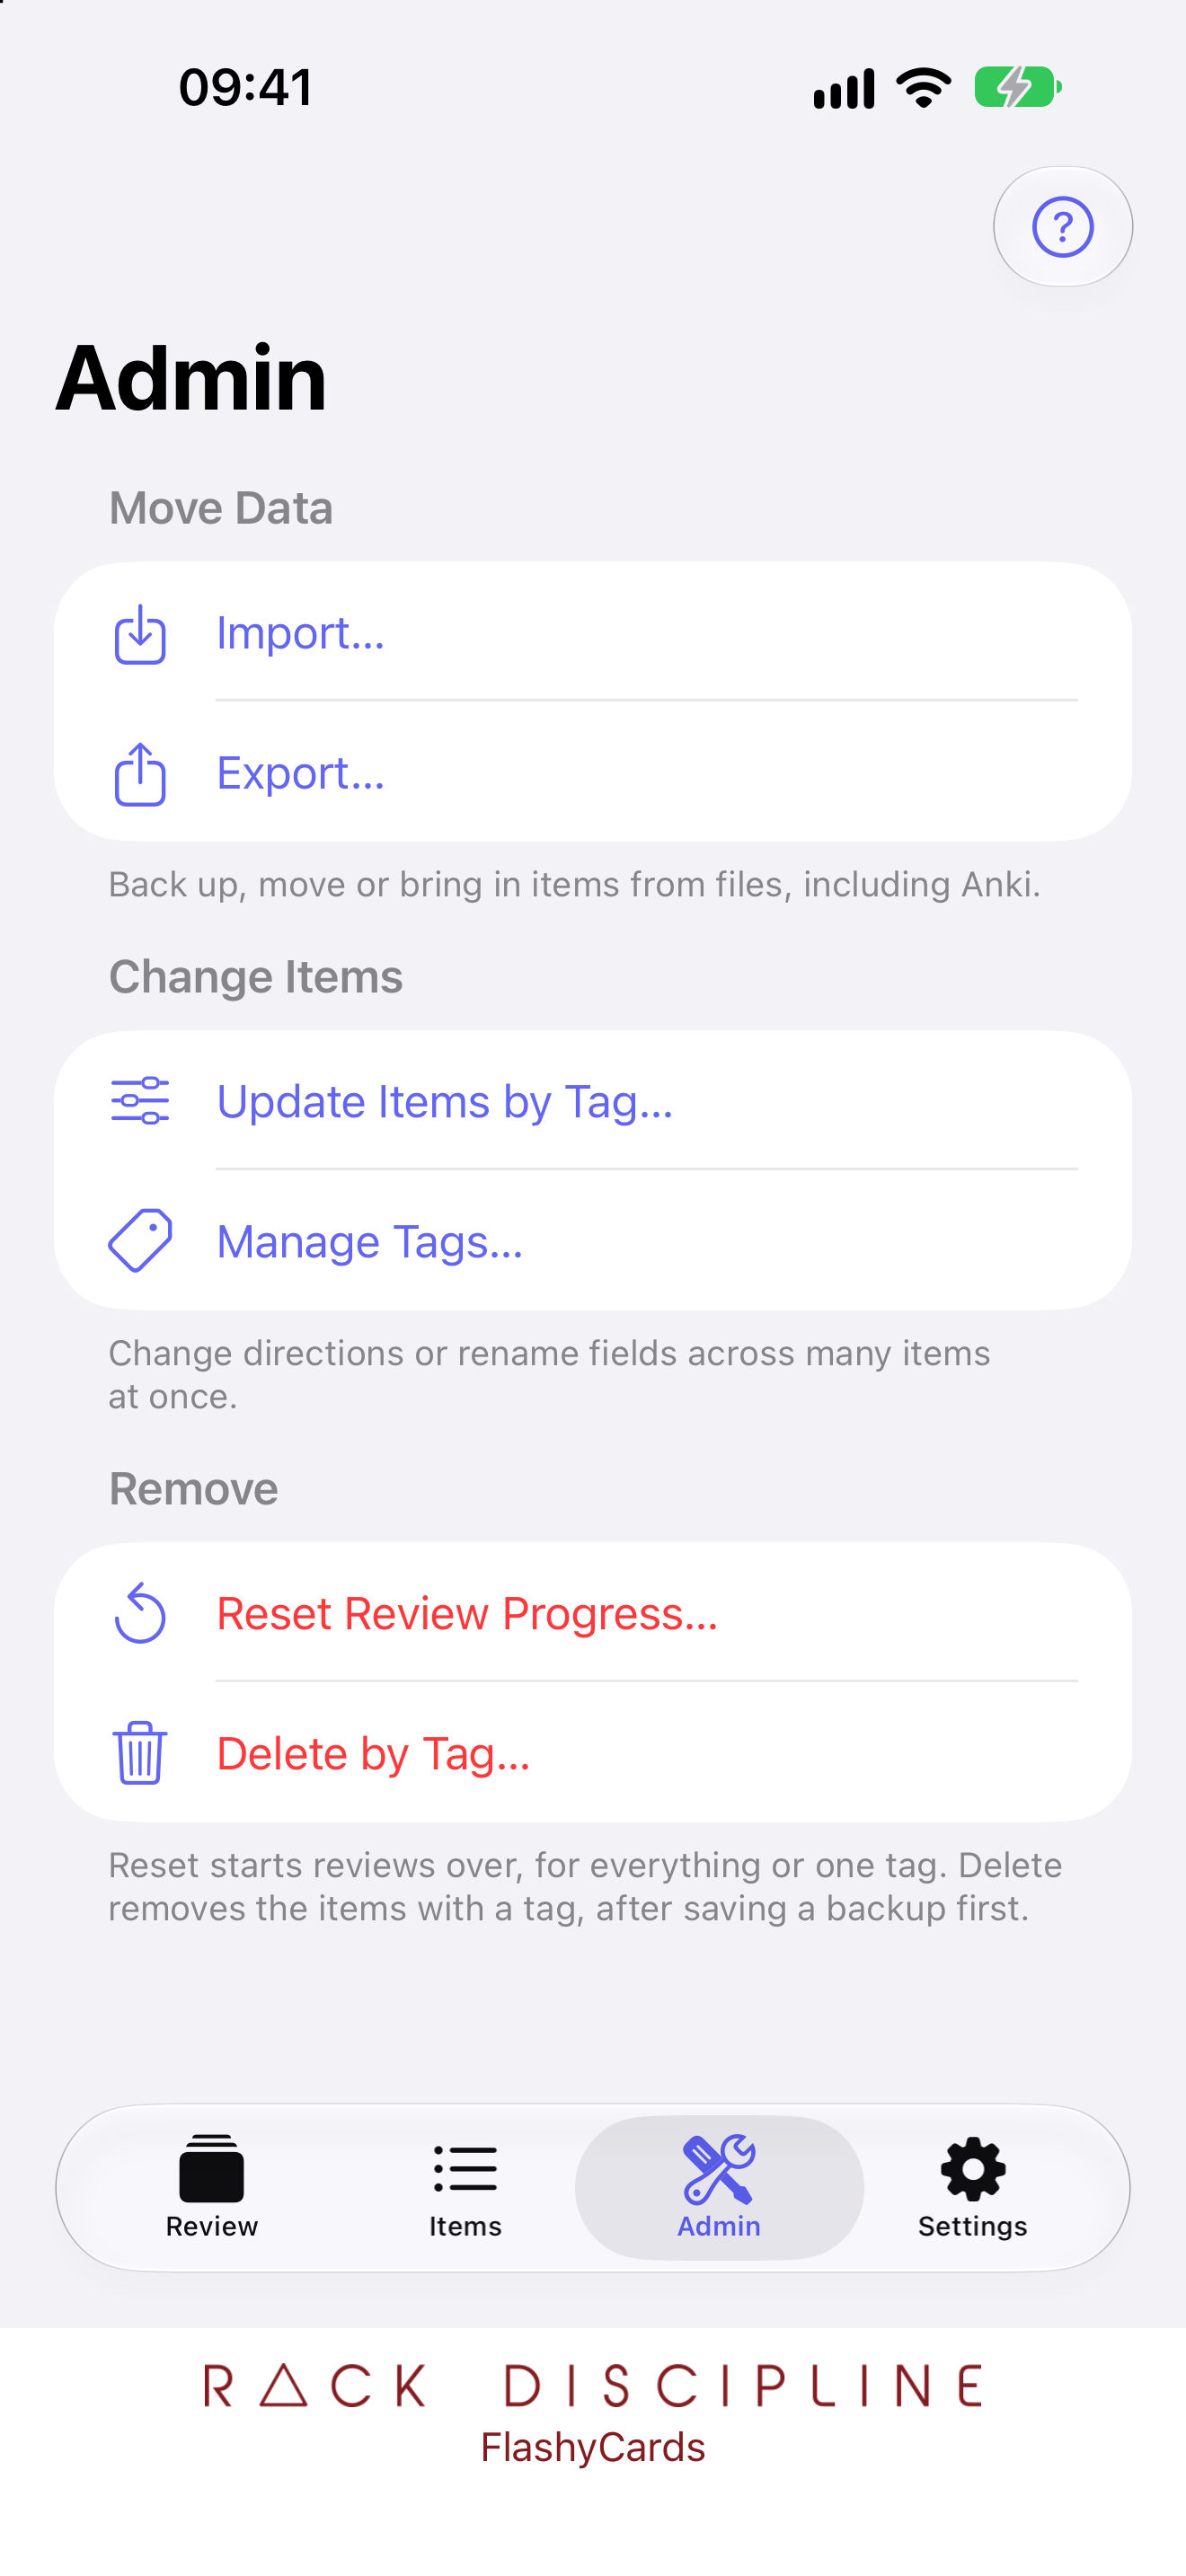 09:41
?
Admin
Move Data
Import...
Export...
Back up, move or bring in items from files, including Anki.
Change Items
Update Items by Tag...
Manage Tags...
Change directions or rename fields across many items
at once.
Remove
Reset Review Progress...
Delete by Tag...
Reset starts reviews over, for everything or one tag. Delete
removes the items with a tag, after saving a backup first.
Review Items Admin Settings
RACK DISCIPLINE
FlashyCards